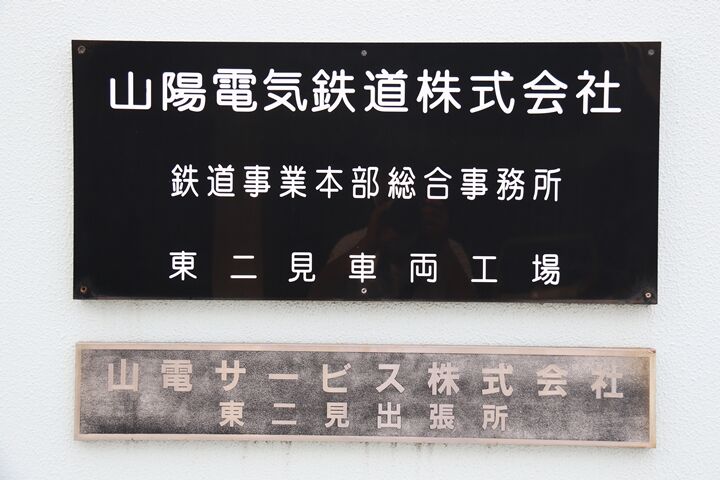 山陽電気鉄道株式会社
鉄道事業本部総合事務所
東二見車両工場
山電サービス株式会社
東二見出張所